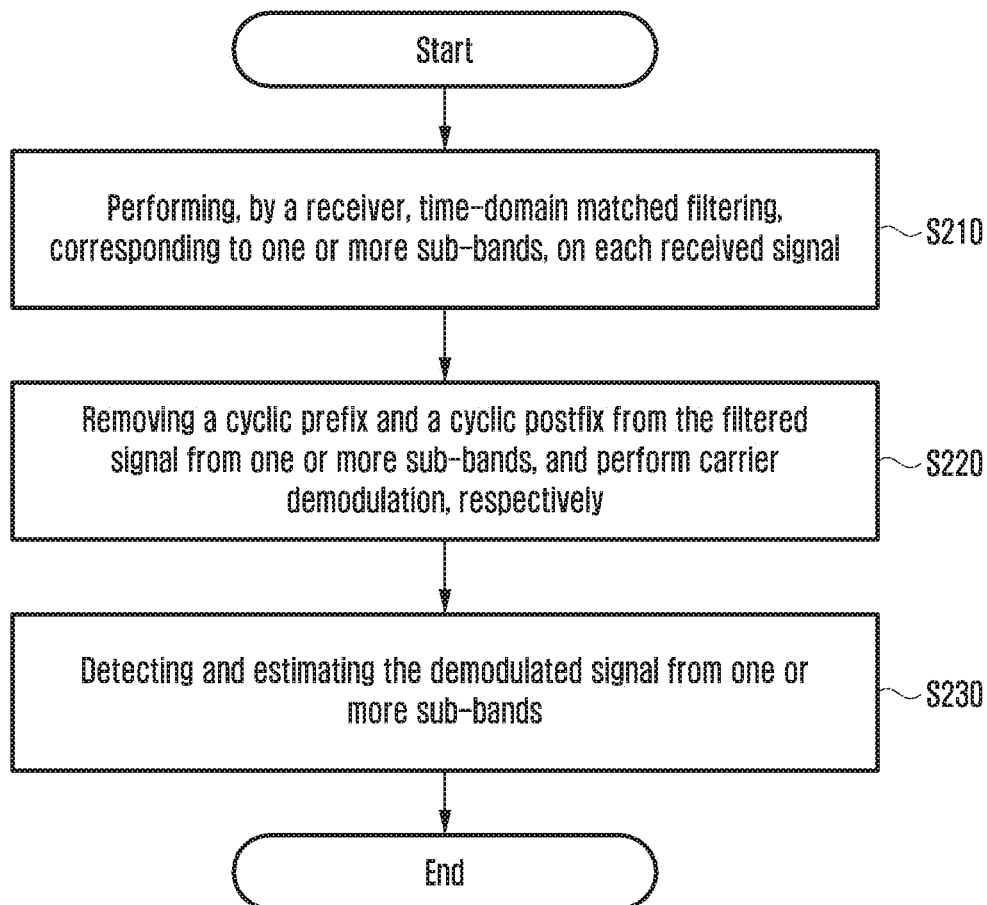 Start
Performing, by a receiver, time-domain matched filtering,
corresponding to one or more sub-bands, on each received signal
S210
Removing a cyclic prefix and a cyclic postfix from the filtered
signal from one or more sub-bands, and perform carrier
demodulation, respectively
S220
Detecting and estimating the demodulated signal from one or
more sub-bands
S230
End